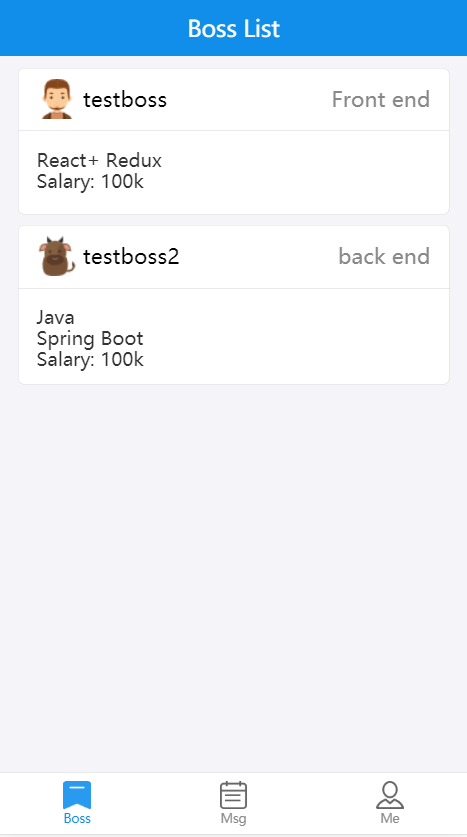 Boss List
testboss Front end
React+ Redux
Salary: 100k
testboss2 back end
Java
Spring Boot
Salary: 100k
Boss Msg Me